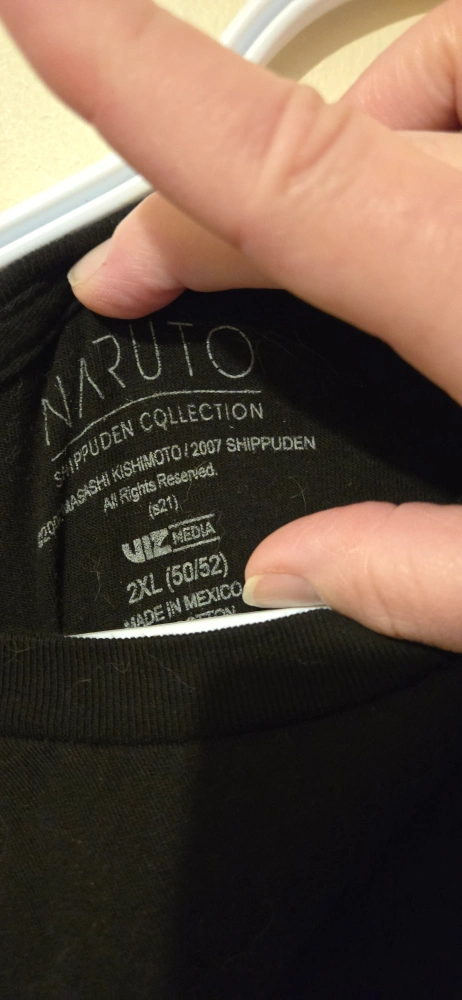 NARUTO
SHIPPUDEN COLLECTION
MASASHI KISHIMOTO / 2007 SHIPPUDEN
All Rights Reserved.
(s21)
VIZ MEDIA
2XL (50/52)
MADE IN MEXICO